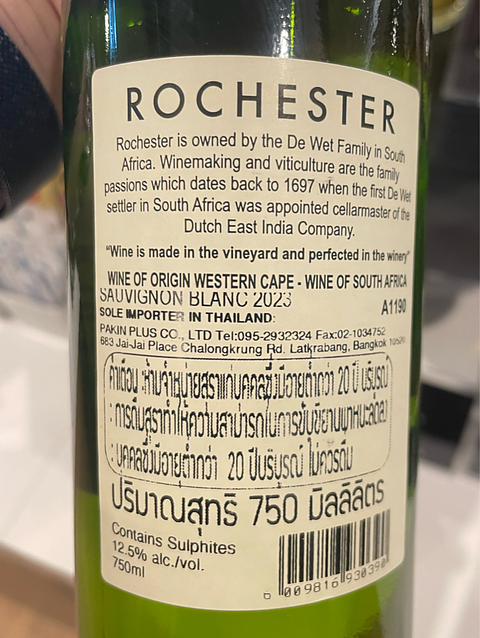 ROCHESTER
Rochester is owned by the De Wet Family in South
Africa. Winemaking and viticulture are the family
passions which dates back to 1697 when the first De Wet
settler in South Africa was appointed cellarmaster of the
Dutch East India Company.
"Wine is made in the vineyard and perfected in the winery"
WINE OF ORIGIN WESTERN CAPE - WINE OF SOUTH AFRICA
SAUVIGNON BLANC 2023
A1190
SOLE IMPORTER IN THAILAND:
PAKIN PLUS CO., LTD Tel:095-2932324 Fax:02-1034752
683 Jai-Jai Place Chalongkrung Rd. Latkrabang, Bangkok 10520
คำเตือน :ห้ามจำหน่ายสุราแก่บุคคลซึ่งมีอายุต่ำกว่า 20 ปี บริบูรณ์
: การดื่มสุราทำให้ความสามารถในการขับขี่ยานพาหนะลดลง
: บุคคลซึ่งมีอายุต่ำกว่า 20 ปีบริบูรณ์ ไม่ควรดื่ม
ปริมาณสุทธิ 750 มิลลิลิตร
Contains Sulphites
12.5% alc./vol.
750ml
6 009816 930390